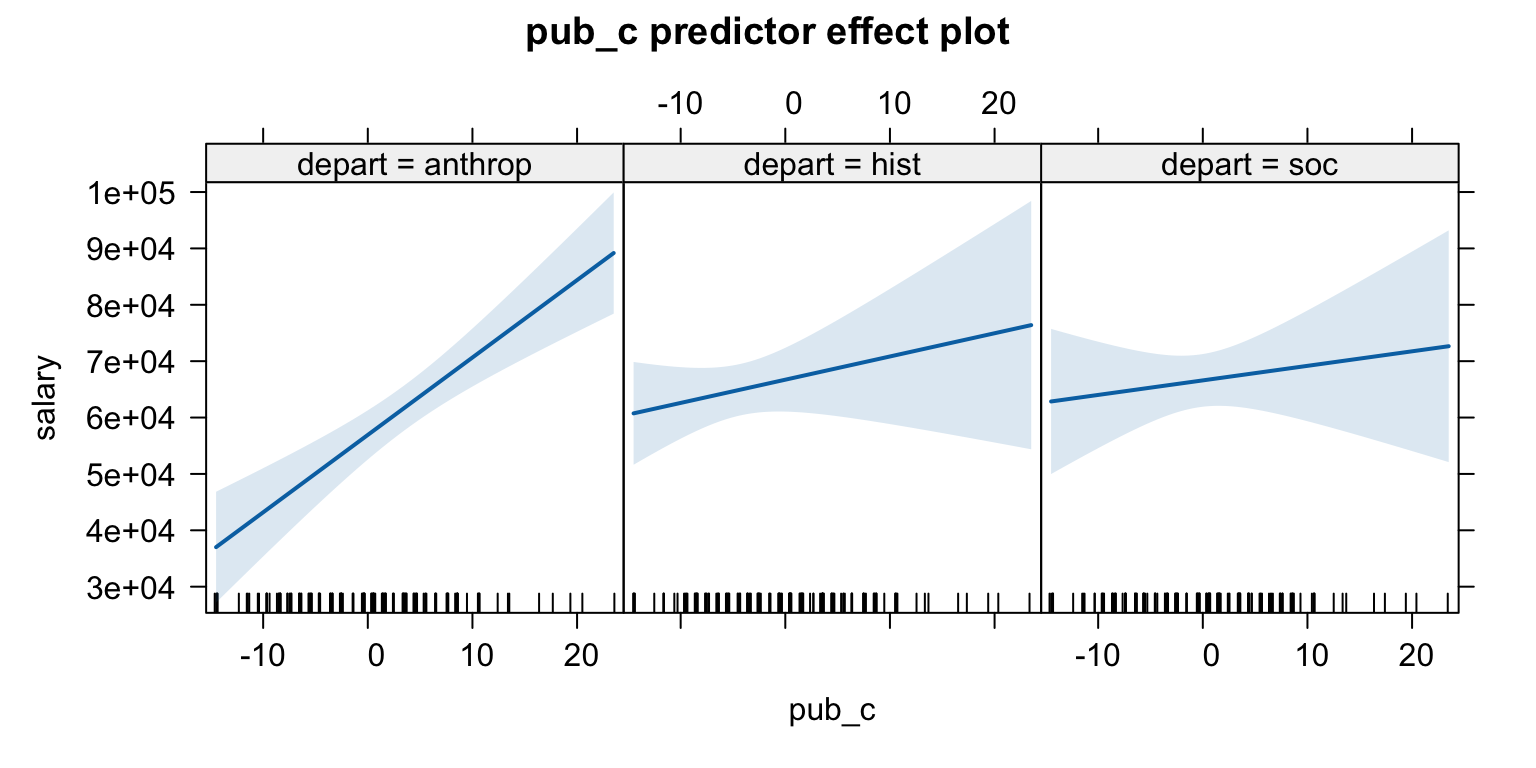 pub_c predictor effect plot
-10 0 10 20
depart = anthrop depart = hist depart = soc
1e+05
9e+04
8e+04
7e+04
6e+04
5e+04
4e+04
3e+04
salary
-10 0 10 20 -10 0 10 20
pub_c